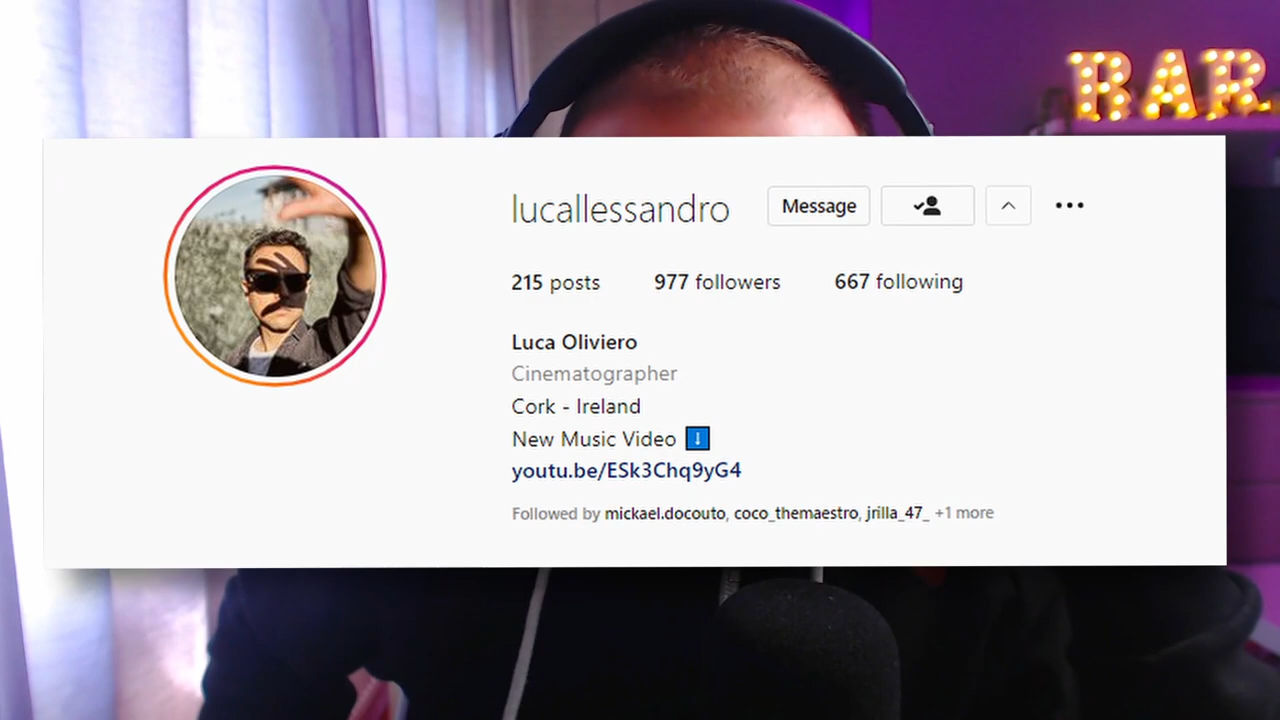 BAR
lucallessandro Message
215 posts 977 followers 667 following
Luca Oliviero
Cinematographer
Cork - Ireland
New Music Video ⬇
youtu.be/ESk3Chq9yG4
Followed by mickael.docouto, coco_themaestro, jrilla_47_ +1 more